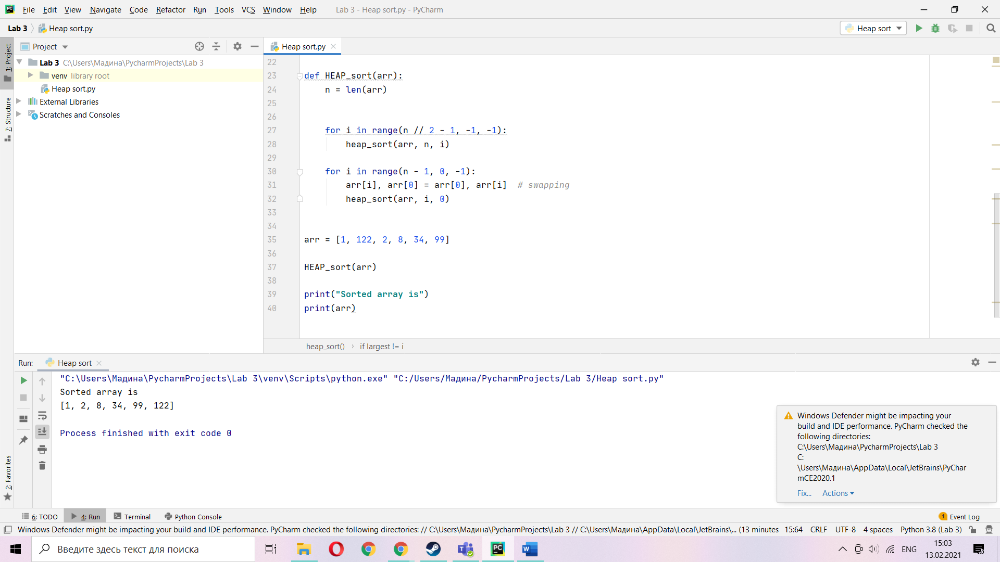 File Edit View Navigate Code Refactor Run Tools VCS Window Help Lab 3 - Heap sort.py - PyCharm
Lab 3 Heap sort.py Heap sort
1: Project
7: Structure
2: Favorites
Project
Lab 3 C:\Users\Мадина\PycharmProjects\Lab 3
venv library root
Heap sort.py
External Libraries
Scratches and Consoles
Heap sort.py
22
23 def HEAP_sort(arr):
24 n = len(arr)
25
26
27 for i in range(n // 2 - 1, -1, -1):
28 heap_sort(arr, n, i)
29
30 for i in range(n - 1, 0, -1):
31 arr[i], arr[0] = arr[0], arr[i] # swapping
32 heap_sort(arr, i, 0)
33
34
35 arr = [1, 122, 2, 8, 34, 99]
36
37 HEAP_sort(arr)
38
39 print("Sorted array is")
40 print(arr)
heap_sort() › if largest != i
Run: Heap sort
"C:\Users\Мадина\PycharmProjects\Lab 3\venv\Scripts\python.exe" "C:/Users/Мадина/PycharmProjects/Lab 3/Heap sort.py"
Sorted array is
[1, 2, 8, 34, 99, 122]
Process finished with exit code 0
Windows Defender might be impacting your
build and IDE performance. PyCharm checked the
following directories:
C:\Users\Мадина\PycharmProjects\Lab 3
C:
\Users\Мадина\AppData\Local\JetBrains\PyChar
mCE2020.1
Fix... Actions
6: TODO 4: Run Terminal Python Console 1 Event Log
Windows Defender might be impacting your build and IDE performance. PyCharm checked the following directories: // C:\Users\Мадина\PycharmProjects\Lab 3 // C:\Users\Мадина\AppData\Local\JetBrains\... (13 minutes 15:64 CRLF UTF-8 4 spaces Python 3.8 (Lab 3)
Введите здесь текст для поиска
PC
W
ENG
15:03
13.02.2021